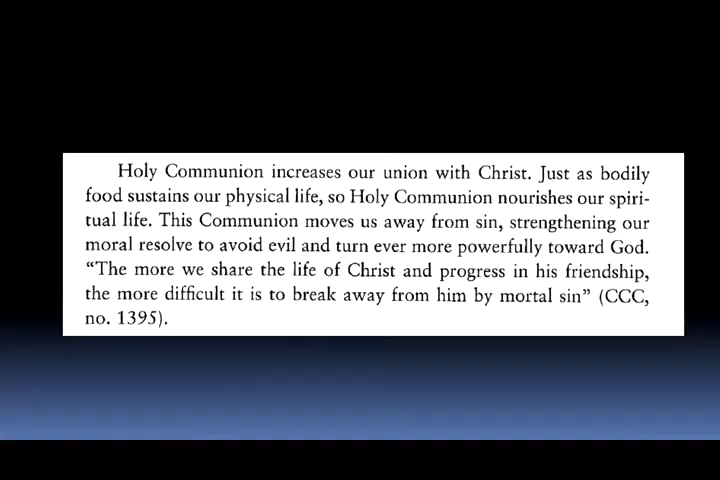 Holy Communion increases our union with Christ. Just as bodily
food sustains our physical life, so Holy Communion nourishes our spiri-
tual life. This Communion moves us away from sin, strengthening our
moral resolve to avoid evil and turn ever more powerfully toward God.
“The more we share the life of Christ and progress in his friendship,
the more difficult it is to break away from him by mortal sin” (CCC,
no. 1395).